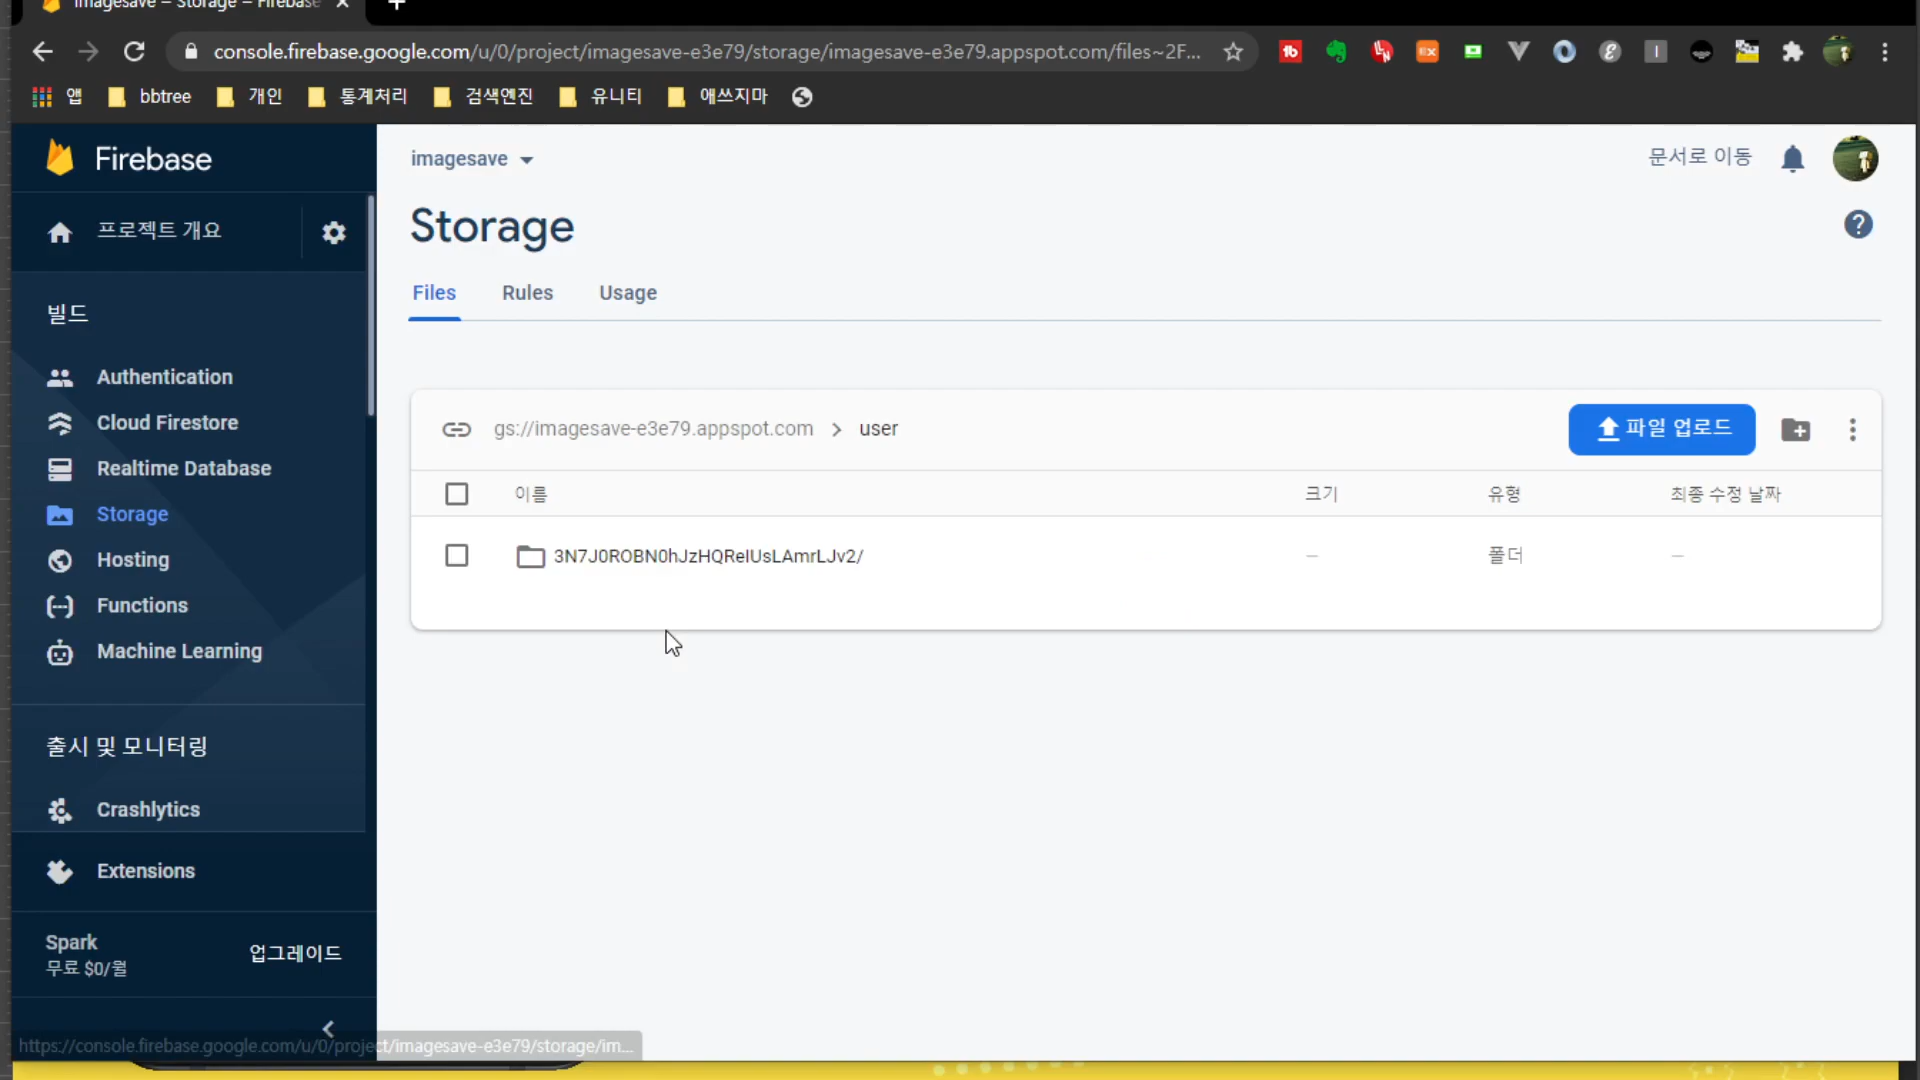 imagesave – Storage – Firebase
console.firebase.google.com/u/0/project/imagesave-e3e79/storage/imagesave-e3e79.appspot.com/files~2F...
앱 bbtree 개인 통계처리 검색엔진 유니티 애쓰지마
Firebase
프로젝트 개요
빌드
Authentication
Cloud Firestore
Realtime Database
Storage
Hosting
Functions
Machine Learning
출시 및 모니터링
Crashlytics
Extensions
Spark
무료 $0/월
업그레이드
imagesave
문서로 이동
Storage
Files Rules Usage
gs://imagesave-e3e79.appspot.com > user
파일 업로드
이름 크기 유형 최종 수정 날짜
3N7J0ROBN0hJzHQReIUsLAmrLJv2/ — 폴더 —
https://console.firebase.google.com/u/0/project/imagesave-e3e79/storage/im...